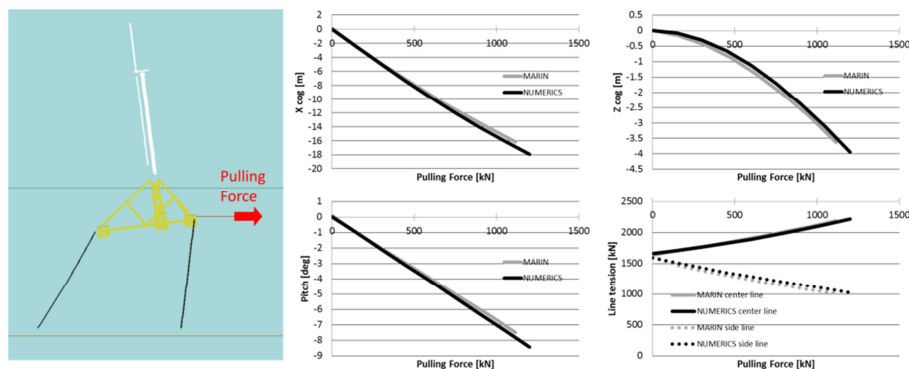 Pulling
Force
2
0
-2
-4
-6
-8
-10
-12
-14
-16
-18
-20
0
500
1000
1500
X cog [m]
MARIN
NUMERICS
Pulling Force [kN]
0.5
0
-0.5
-1
-1.5
-2
-2.5
-3
-3.5
-4
-4.5
0
500
1000
1500
Z cog [m]
MARIN
NUMERICS
Pulling Force [kN]
1
0
-1
-2
-3
-4
-5
-6
-7
-8
-9
0
500
1000
1500
Pitch [deg]
MARIN
NUMERICS
Pulling Force [kN]
2500
2000
1500
1000
500
0
0
500
1000
1500
Line tension [kN]
MARIN center line
NUMERICS center line
MARIN side line
NUMERICS side line
Pulling Force [kN]